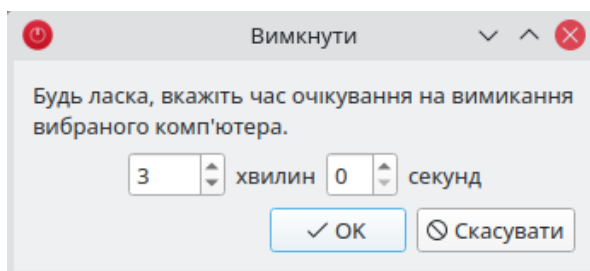 Вимкнути
Будь ласка, вкажіть час очікування на вимикання
вибраного комп'ютера.
3 хвилин 0 секунд
OK Скасувати